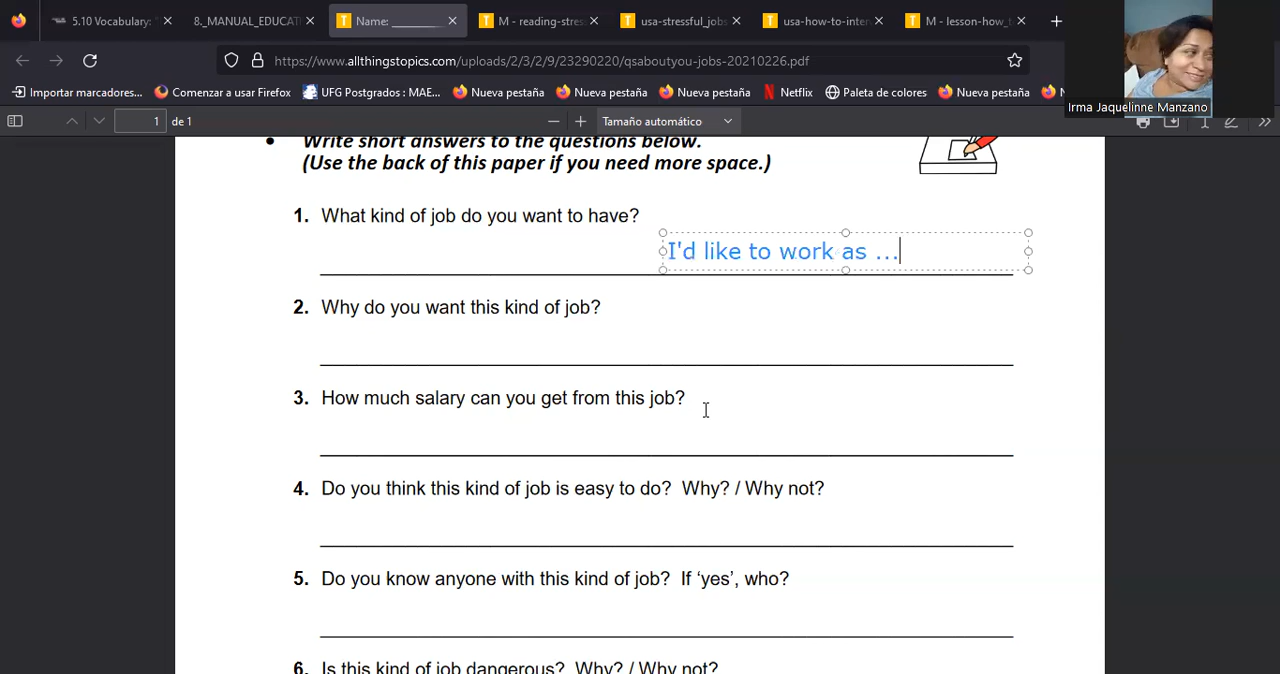 5.10 Vocabulary:
8._MANUAL_EDUCATI
Name: ________
M - reading-stres
usa-stressful_jobs
usa-how-to-inter
M - lesson-how_t
https://www.allthingstopics.com/uploads/2/3/2/9/23290220/qsaboutyou-jobs-20210226.pdf
Importar marcadores...
Comenzar a usar Firefox
UFG Postgrados : MAE...
Nueva pestaña
Nueva pestaña
Nueva pestaña
Netflix
Paleta de colores
Nueva pestaña
Irma Jaquelinne Manzano
1 de 1
Tamaño automático
Write short answers to the questions below.
(Use the back of this paper if you need more space.)
1. What kind of job do you want to have?
I'd like to work as ...
2. Why do you want this kind of job?
3. How much salary can you get from this job?
4. Do you think this kind of job is easy to do? Why? / Why not?
5. Do you know anyone with this kind of job? If ‘yes’, who?
6. Is this kind of job dangerous? Why? / Why not?